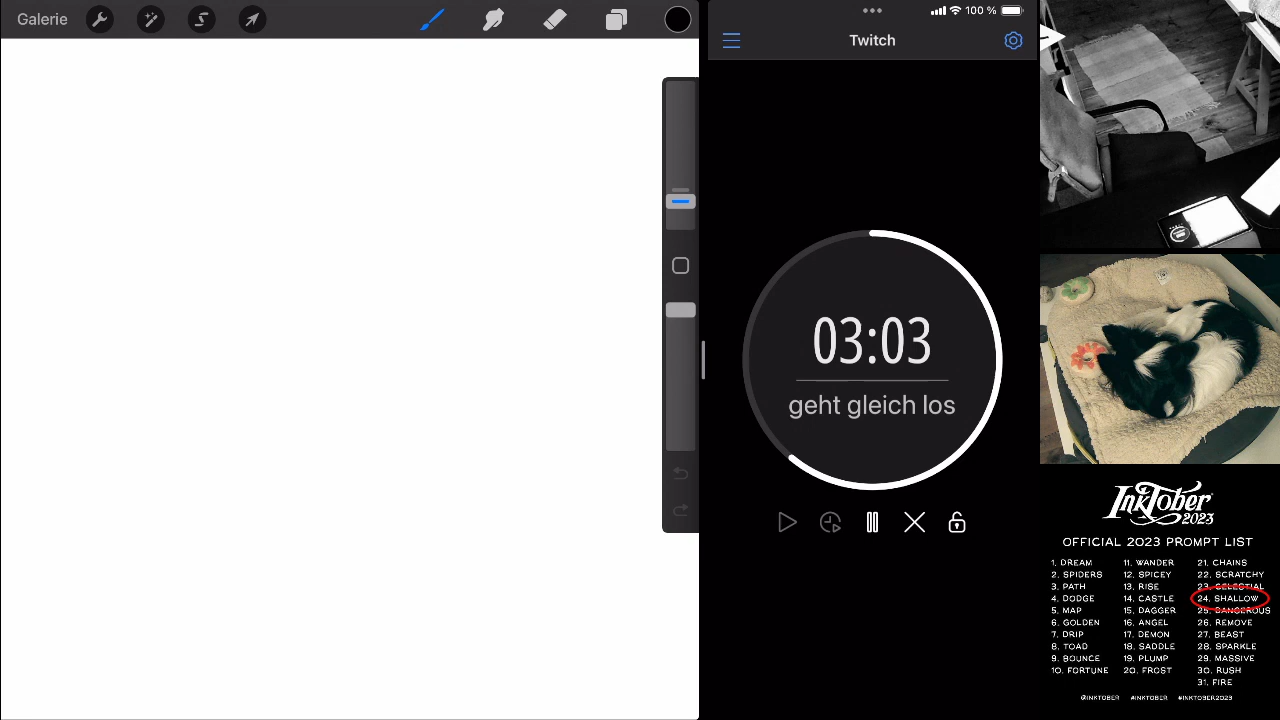 Galerie
100 %
Twitch
03:03
geht gleich los
INKTOBER
2023
OFFICIAL 2023 PROMPT LIST
1. DREAM
2. SPIDERS
3. PATH
4. DODGE
5. MAP
6. GOLDEN
7. DRIP
8. TOAD
9. BOUNCE
10. FORTUNE
11. WANDER
12. SPICEY
13. RISE
14. CASTLE
15. DAGGER
16. ANGEL
17. DEMON
18. SADDLE
19. PLUMP
20. FROST
21. CHAINS
22. SCRATCHY
23. CELESTIAL
24. SHALLOW
25. DANGEROUS
26. REMOVE
27. BEAST
28. SPARKLE
29. MASSIVE
30. RUSH
31. FIRE
@INKTOBER #INKTOBER #INKTOBER2023